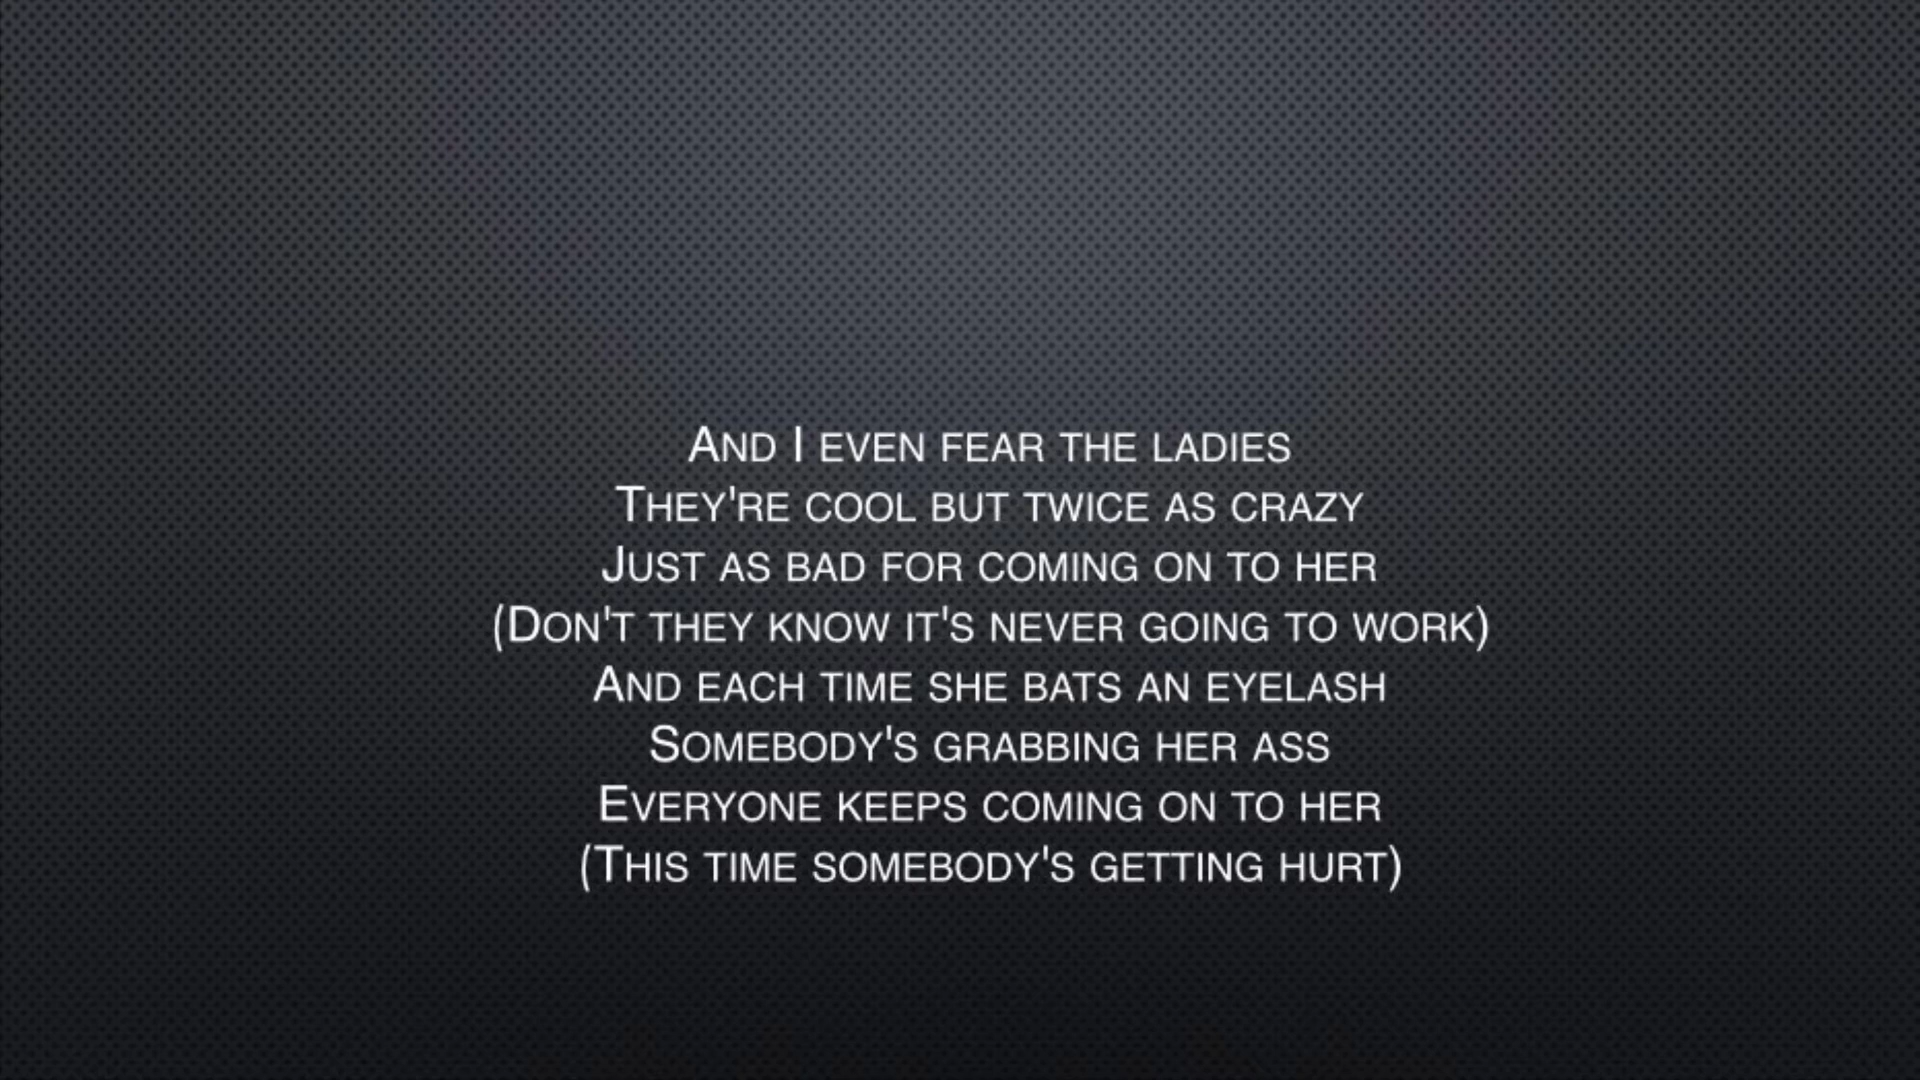 And I even fear the ladies
They're cool but twice as crazy
Just as bad for coming on to her
(Don't they know it's never going to work)
And each time she bats an eyelash
Somebody's grabbing her ass
Everyone keeps coming on to her
(This time somebody's getting hurt)